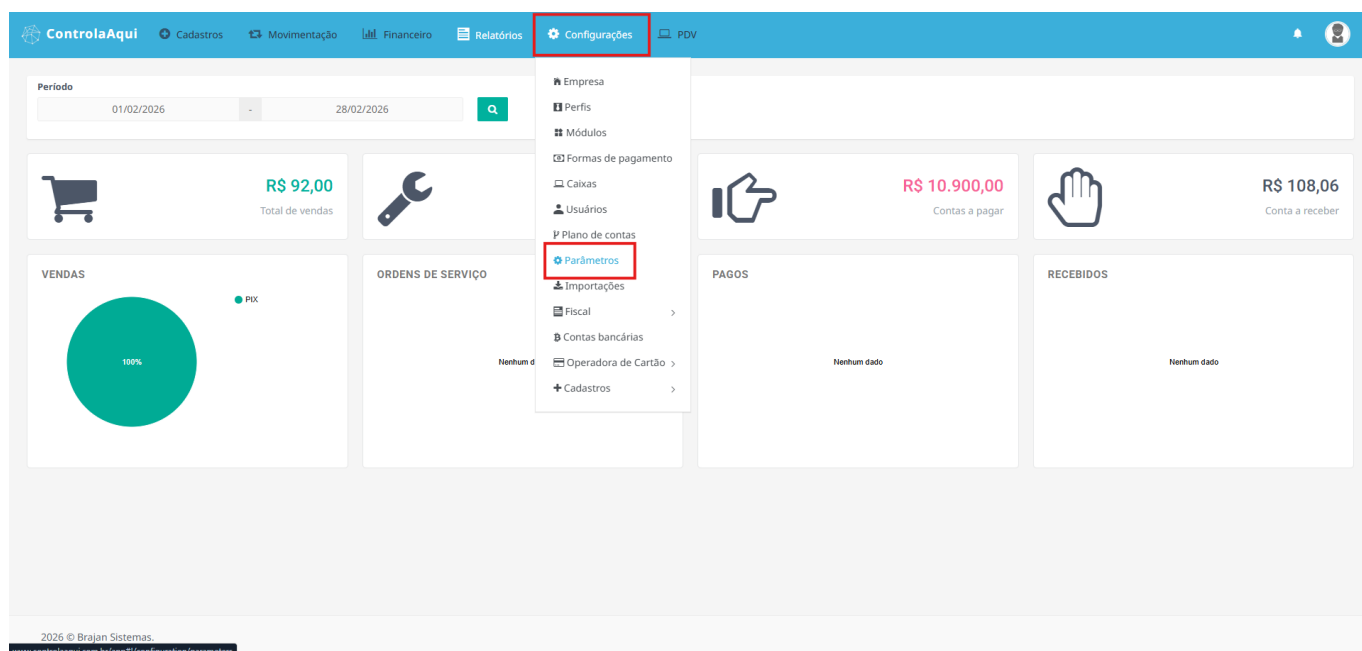 ControlaAqui Cadastros Movimentação Financeiro Relatórios Configurações PDV
Período
01/02/2026 - 28/02/2026
Empresa
Perfis
Módulos
Formas de pagamento
Caixas
Usuários
Plano de contas
Parâmetros
Importações
Fiscal
Contas bancárias
Operadora de Cartão
Cadastros
R$ 92,00
Total de vendas
R$ 10.900,00
Contas a pagar
R$ 108,06
Conta a receber
VENDAS
PIX
100%
ORDENS DE SERVIÇO
Nenhum
PAGOS
Nenhum dado
RECEBIDOS
Nenhum dado
2026 © Brajan Sistemas.